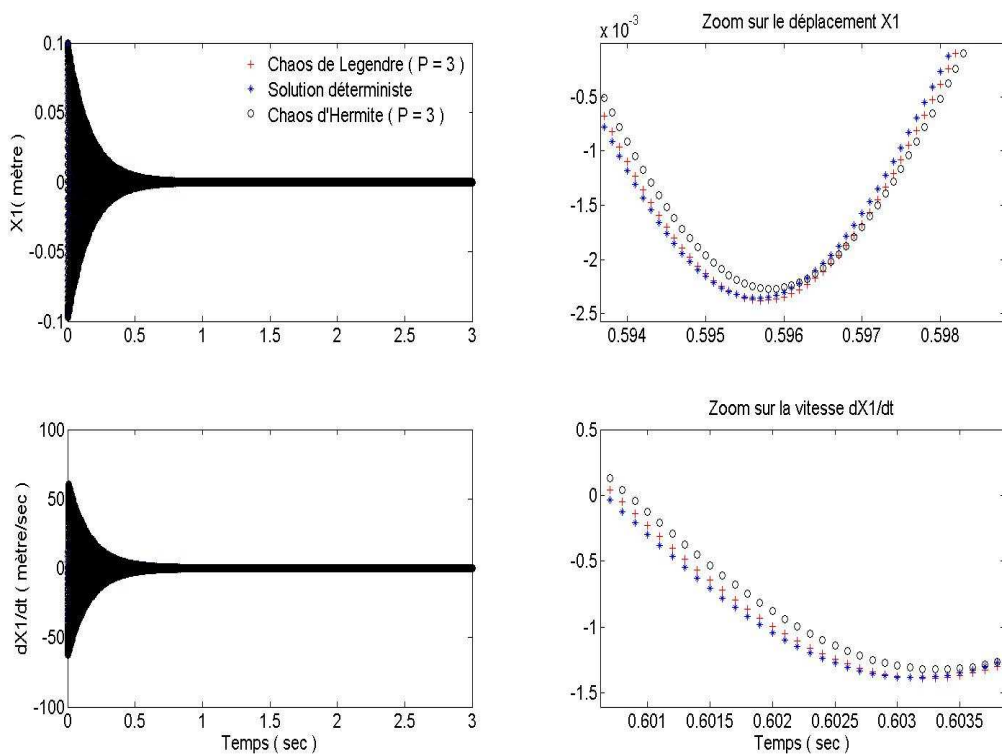 0.1
0.05
0
-0.05
-0.1
X1( mètre)
+ Chaos de Legendre ( P = 3 )
* Solution déterministe
o Chaos d'Hermite ( P = 3 )
0 0.5 1 1.5 2 2.5 3
Zoom sur le déplacement X1
x 10⁻³
-0.5
-1
-1.5
-2
-2.5
0.594 0.595 0.596 0.597 0.598
100
50
0
-50
-100
dX1/dt ( mètre/sec )
0 0.5 1 1.5 2 2.5 3
Temps ( sec )
Zoom sur la vitesse dX1/dt
0.5
0
-0.5
-1
-1.5
0.601 0.6015 0.602 0.6025 0.603 0.6035
Temps ( sec )